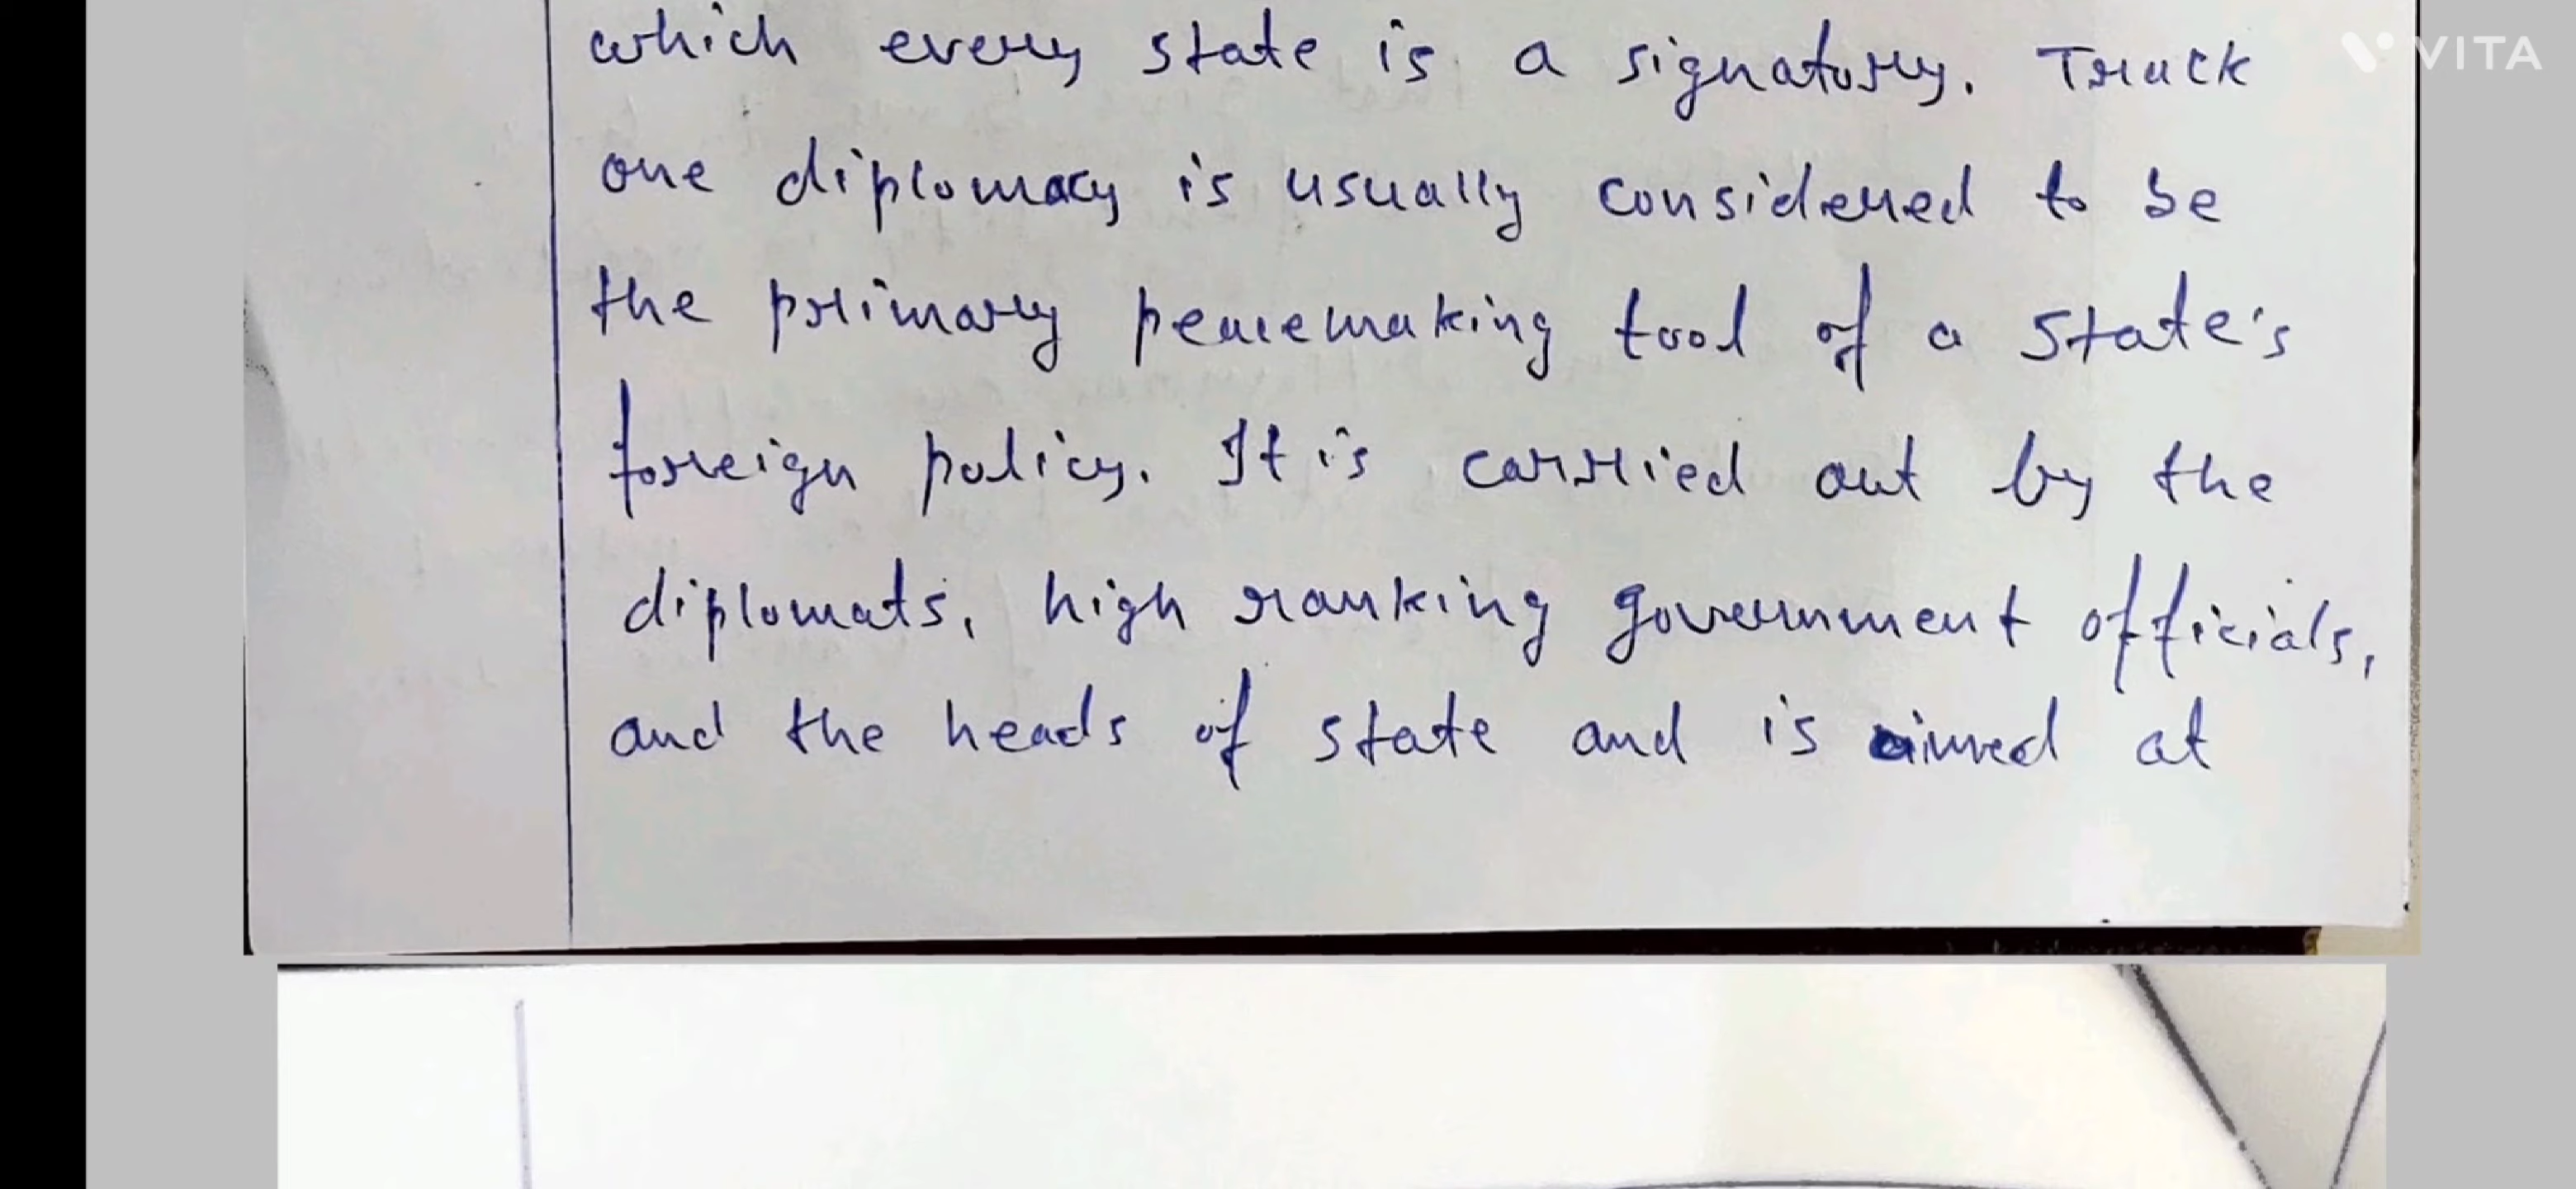 which every state is a signatory. Track
VITA
one diplomacy is usually considered to be
the primary peacemaking tool of a state's
foreign policy. It is carried out by the
diplomats, high ranking government officials,
and the heads of state and is aimed at